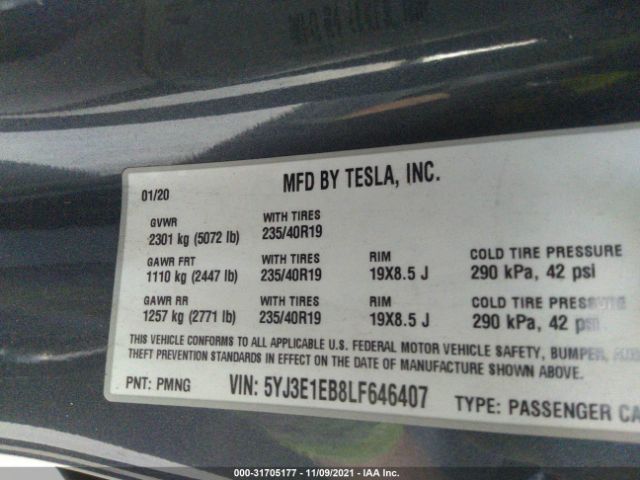 MFD BY TESLA, INC.
01/20
GVWR WITH TIRES
2301 kg (5072 lb) 235/40R19
GAWR FRT WITH TIRES RIM COLD TIRE PRESSURE
1110 kg (2447 lb) 235/40R19 19X8.5 J 290 kPa, 42 psi
GAWR RR WITH TIRES RIM COLD TIRE PRESSURE
1257 kg (2771 lb) 235/40R19 19X8.5 J 290 kPa, 42 psi
THIS VEHICLE CONFORMS TO ALL APPLICABLE U.S. FEDERAL MOTOR VEHICLE SAFETY, BUMPER,
THEFT PREVENTION STANDARDS IN EFFECT ON THE DATE OF MANUFACTURE SHOWN ABOVE.
PNT: PMNG VIN: 5YJ3E1EB8LF646407 TYPE: PASSENGER CA
000-31705177 - 11/09/2021 - IAA Inc.